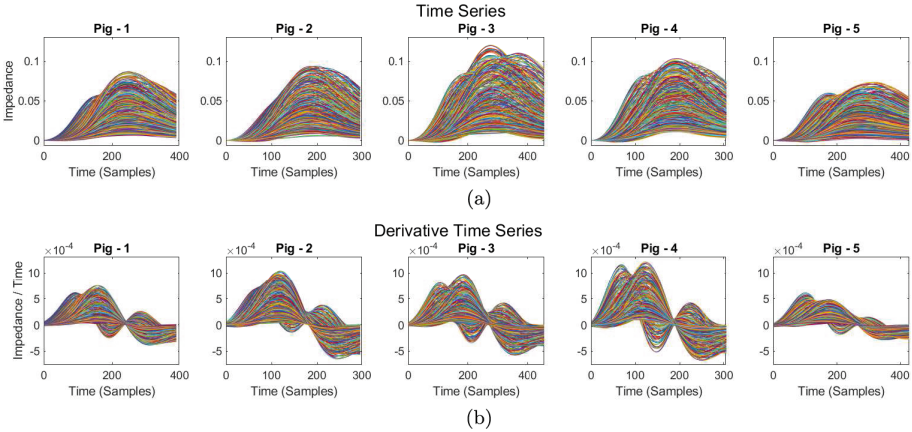 Time Series
Pig - 1 Pig - 2 Pig - 3 Pig - 4 Pig - 5
Impedance
0.1 0.1 0.1 0.1 0.1
0.05 0.05 0.05 0.05 0.05
0 0 0 0 0
0 200 400 0 100 200 300 0 200 400 0 100 200 300 0 200 400
Time (Samples) Time (Samples) Time (Samples) Time (Samples) Time (Samples)
(a)
Derivative Time Series
×10⁻⁴ Pig - 1 ×10⁻⁴ Pig - 2 ×10⁻⁴ Pig - 3 ×10⁻⁴ Pig - 4 ×10⁻⁴ Pig - 5
Impedance / Time
10 10 10 10 10
5 5 5 5 5
0 0 0 0 0
-5 -5 -5 -5 -5
0 200 400 0 100 200 300 0 200 400 0 100 200 300 0 200 400
Time (Samples) Time (Samples) Time (Samples) Time (Samples) Time (Samples)
(b)